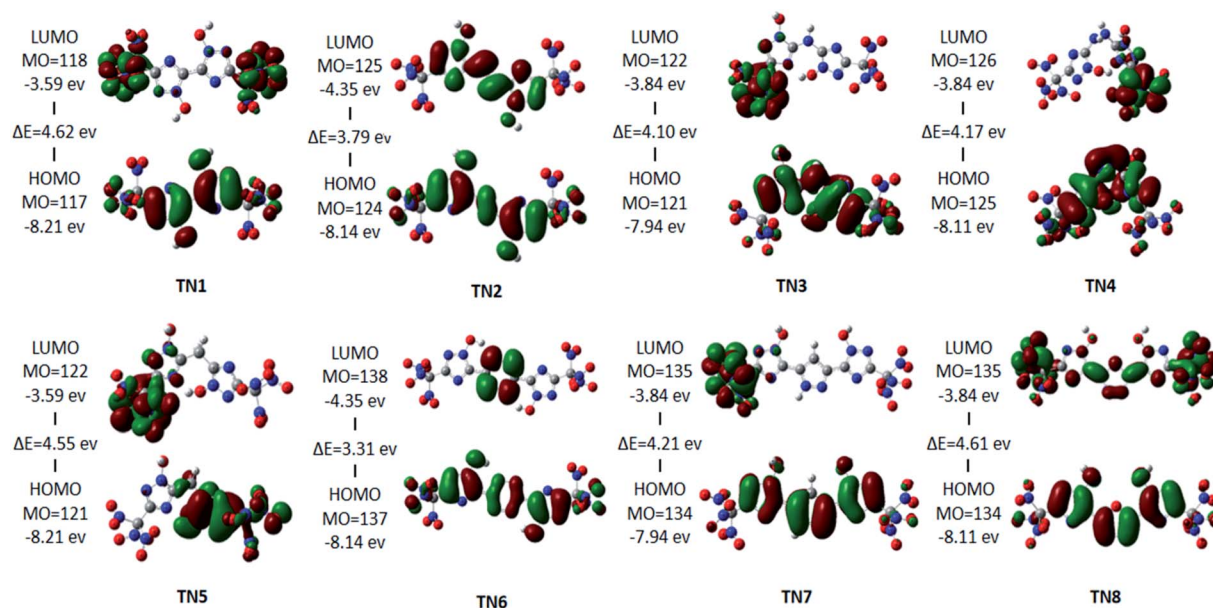 LUMO
MO=118
-3.59 ev
ΔE=4.62 ev
HOMO
MO=117
-8.21 ev
TN1
LUMO
MO=125
-4.35 ev
ΔE=3.79 ev
HOMO
MO=124
-8.14 ev
TN2
LUMO
MO=122
-3.84 ev
ΔE=4.10 ev
HOMO
MO=121
-7.94 ev
TN3
LUMO
MO=126
-3.84 ev
ΔE=4.17 ev
HOMO
MO=125
-8.11 ev
TN4
LUMO
MO=122
-3.59 ev
ΔE=4.55 ev
HOMO
MO=121
-8.21 ev
TN5
LUMO
MO=138
-4.35 ev
ΔE=3.31 ev
HOMO
MO=137
-8.14 ev
TN6
LUMO
MO=135
-3.84 ev
ΔE=4.21 ev
HOMO
MO=134
-7.94 ev
TN7
LUMO
MO=135
-3.84 ev
ΔE=4.61 ev
HOMO
MO=134
-8.11 ev
TN8